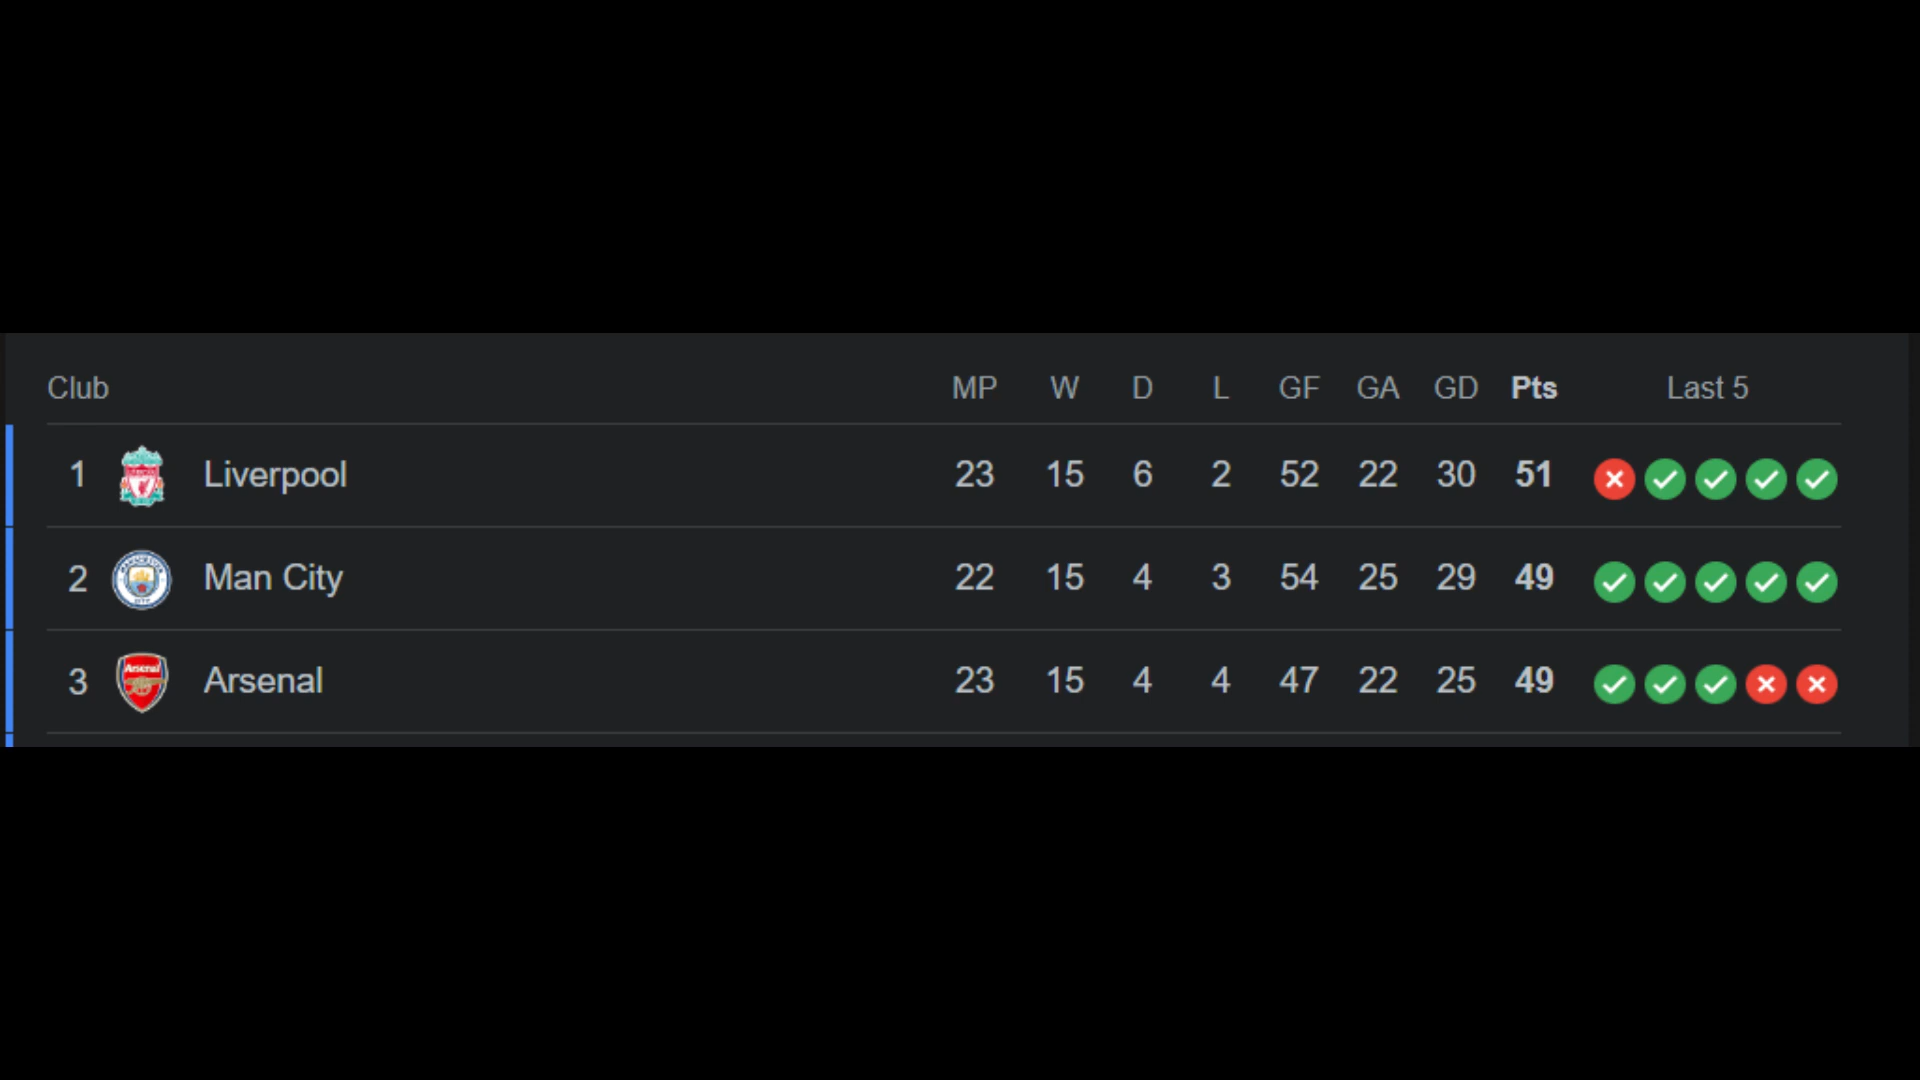 Club MP W D L GF GA GD Pts Last 5
1 Liverpool 23 15 6 2 52 22 30 51
2 Man City 22 15 4 3 54 25 29 49
Arsenal
3 Arsenal 23 15 4 4 47 22 25 49